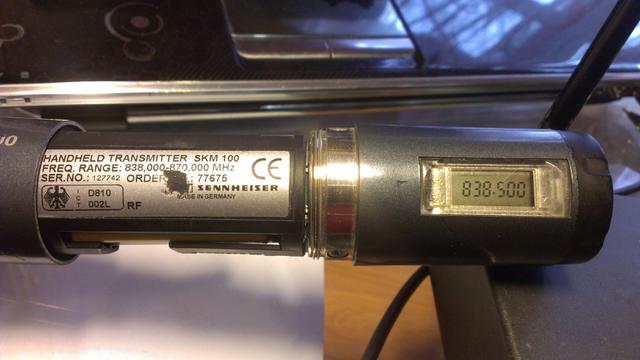 HANDHELD TRANSMITTER SKM 100
FREQ. RANGE: 838,000-870,000 MHz
SER.NO.: 127742 ORDER : 77675
CE
SENNHEISER
MADE IN GERMANY
I C T
D810
002L
RF
838.500